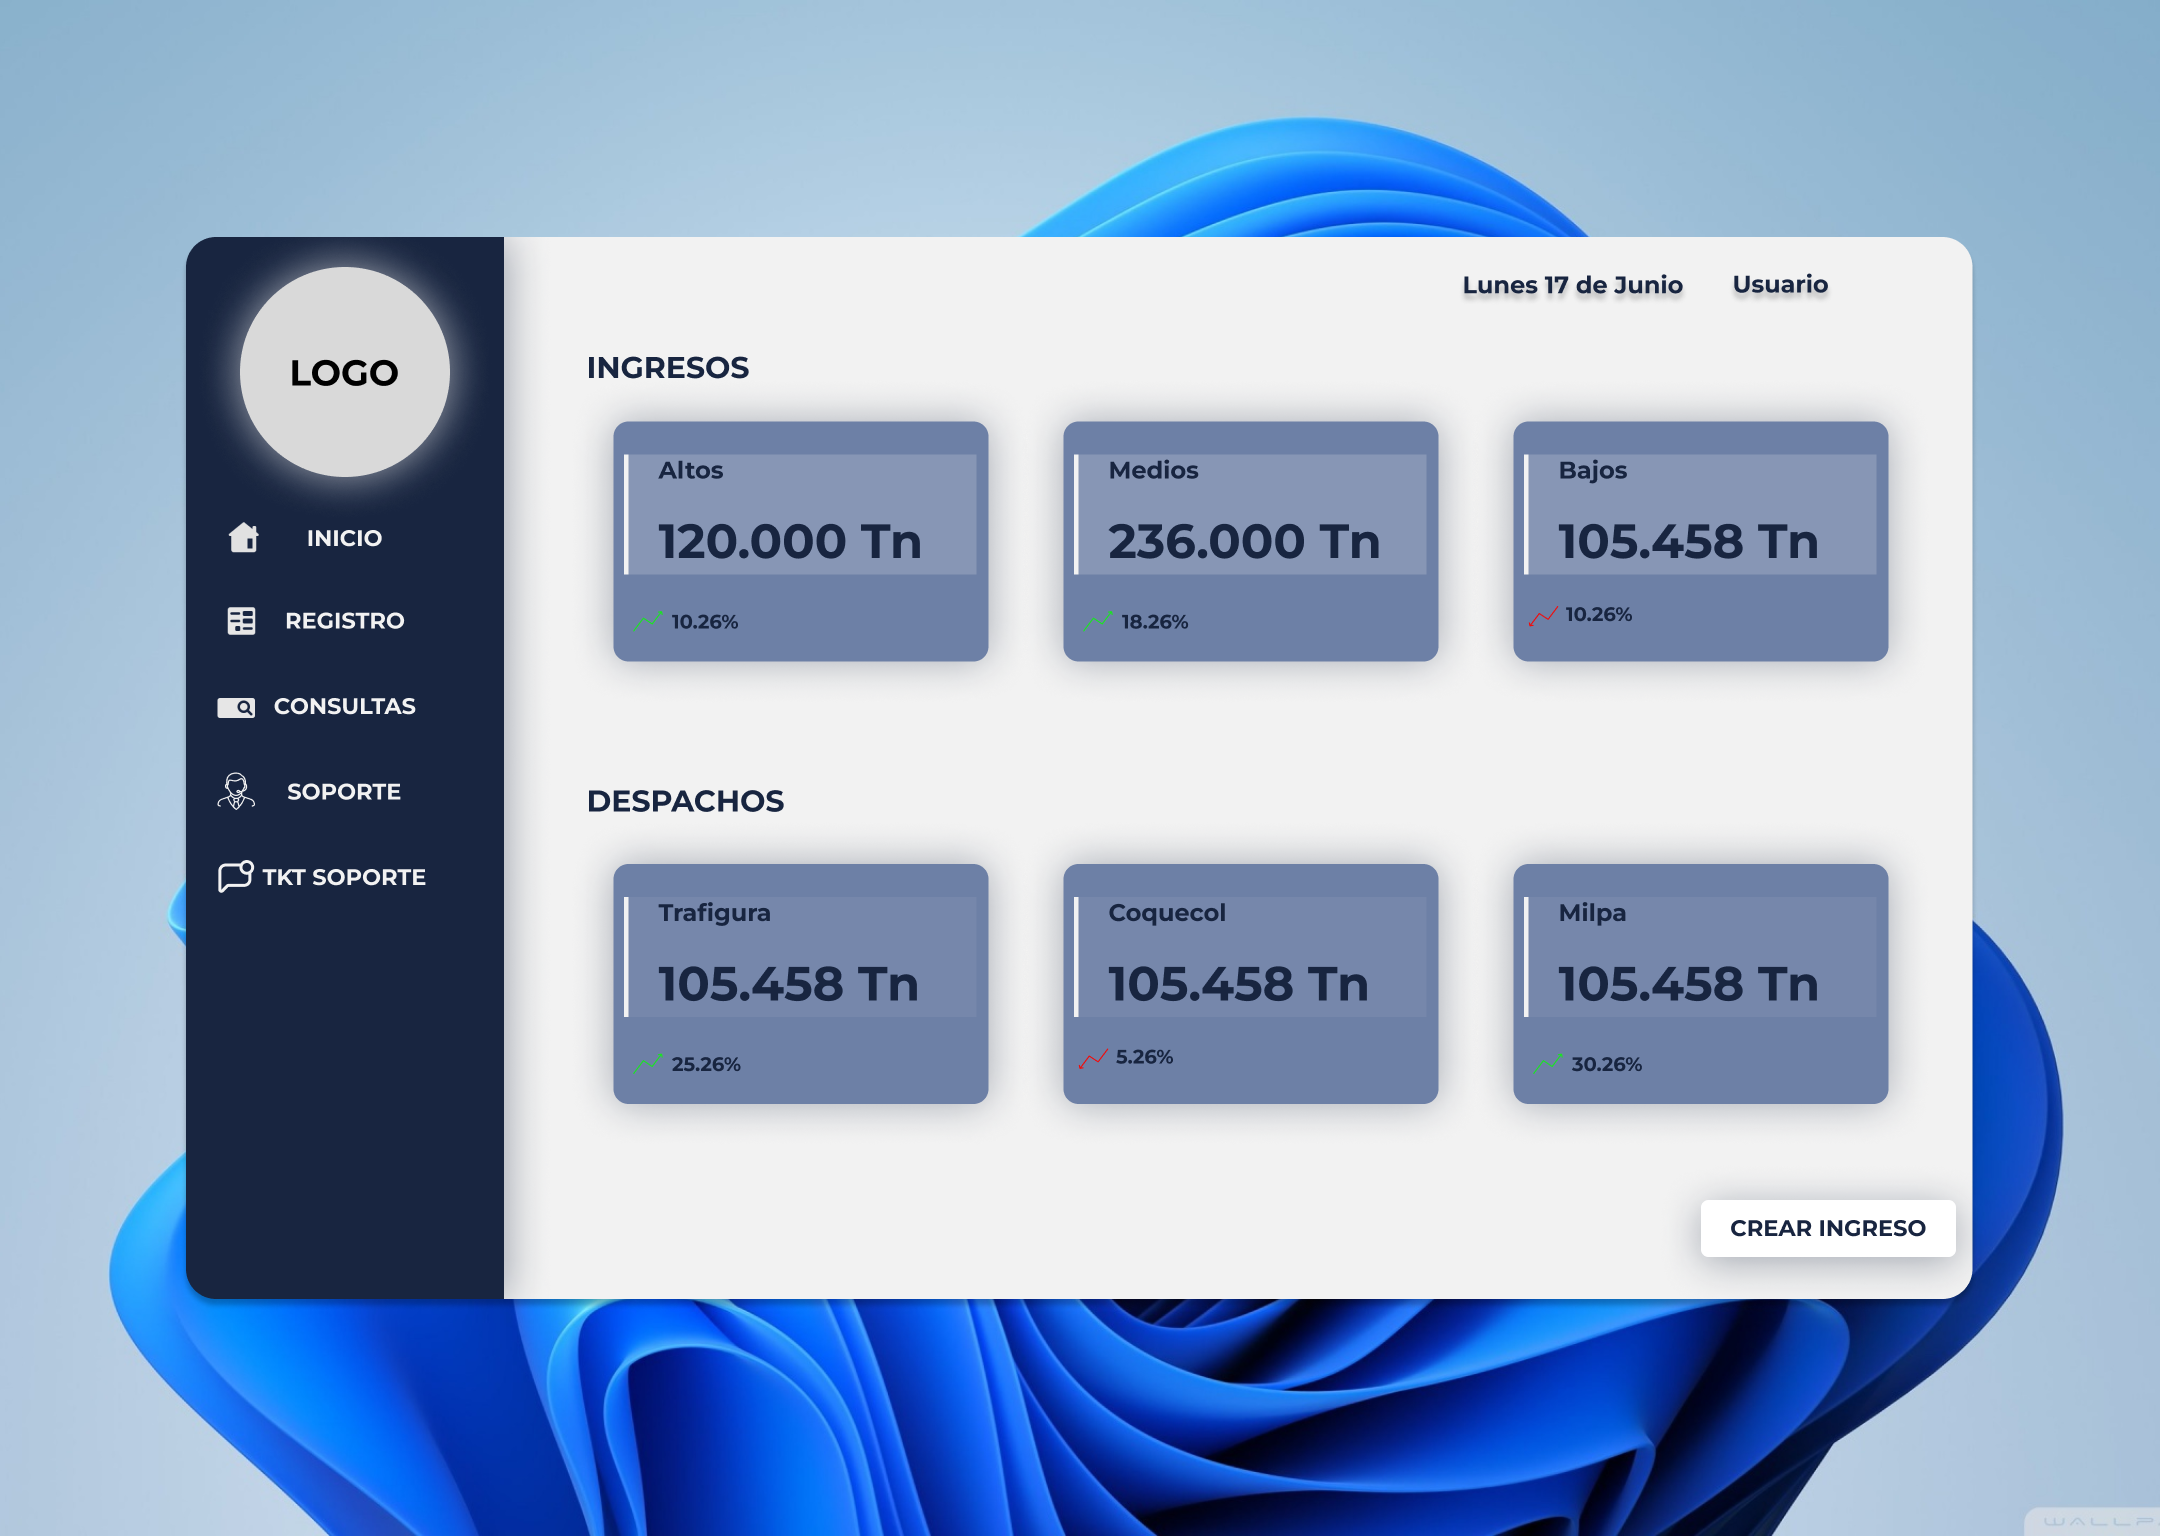 LOGO
INICIO
REGISTRO
CONSULTAS
SOPORTE
TKT SOPORTE
Lunes 17 de Junio
Usuario
INGRESOS
Altos
120.000 Tn
10.26%
Medios
236.000 Tn
18.26%
Bajos
105.458 Tn
10.26%
DESPACHOS
Trafigura
105.458 Tn
25.26%
Coquecol
105.458 Tn
5.26%
Milpa
105.458 Tn
30.26%
CREAR INGRESO